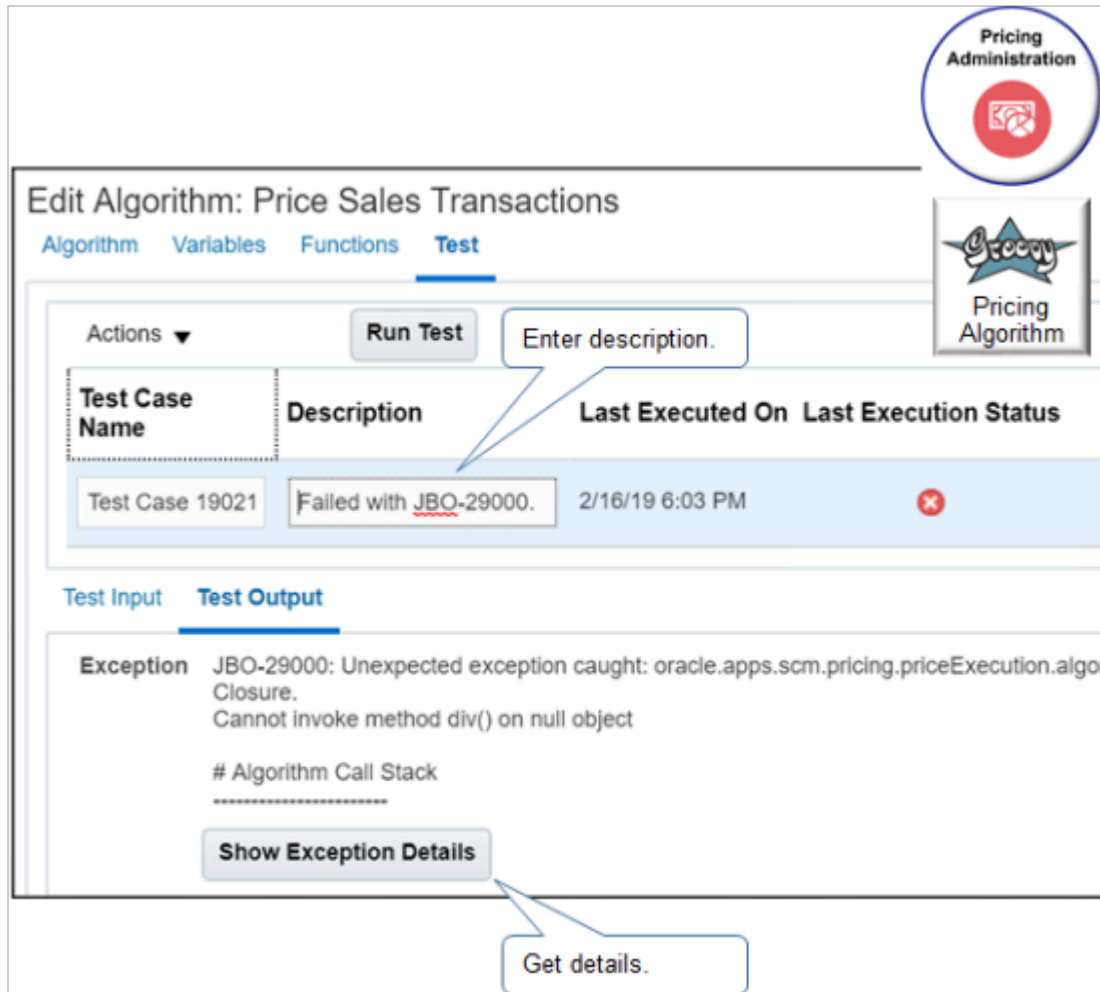 Pricing
Administration
Edit Algorithm: Price Sales Transactions
Algorithm Variables Functions Test
Groovy
Pricing
Algorithm
Actions Run Test
Enter description.
Test Case
Name
Description Last Executed On Last Execution Status
Test Case 19021 Failed with JBO-29000. 2/16/19 6:03 PM
Test Input Test Output
Exception JBO-29000: Unexpected exception caught: oracle.apps.scm.pricing.priceExecution.algo
Closure.
Cannot invoke method div() on null object
# Algorithm Call Stack
------------------------
Show Exception Details
Get details.